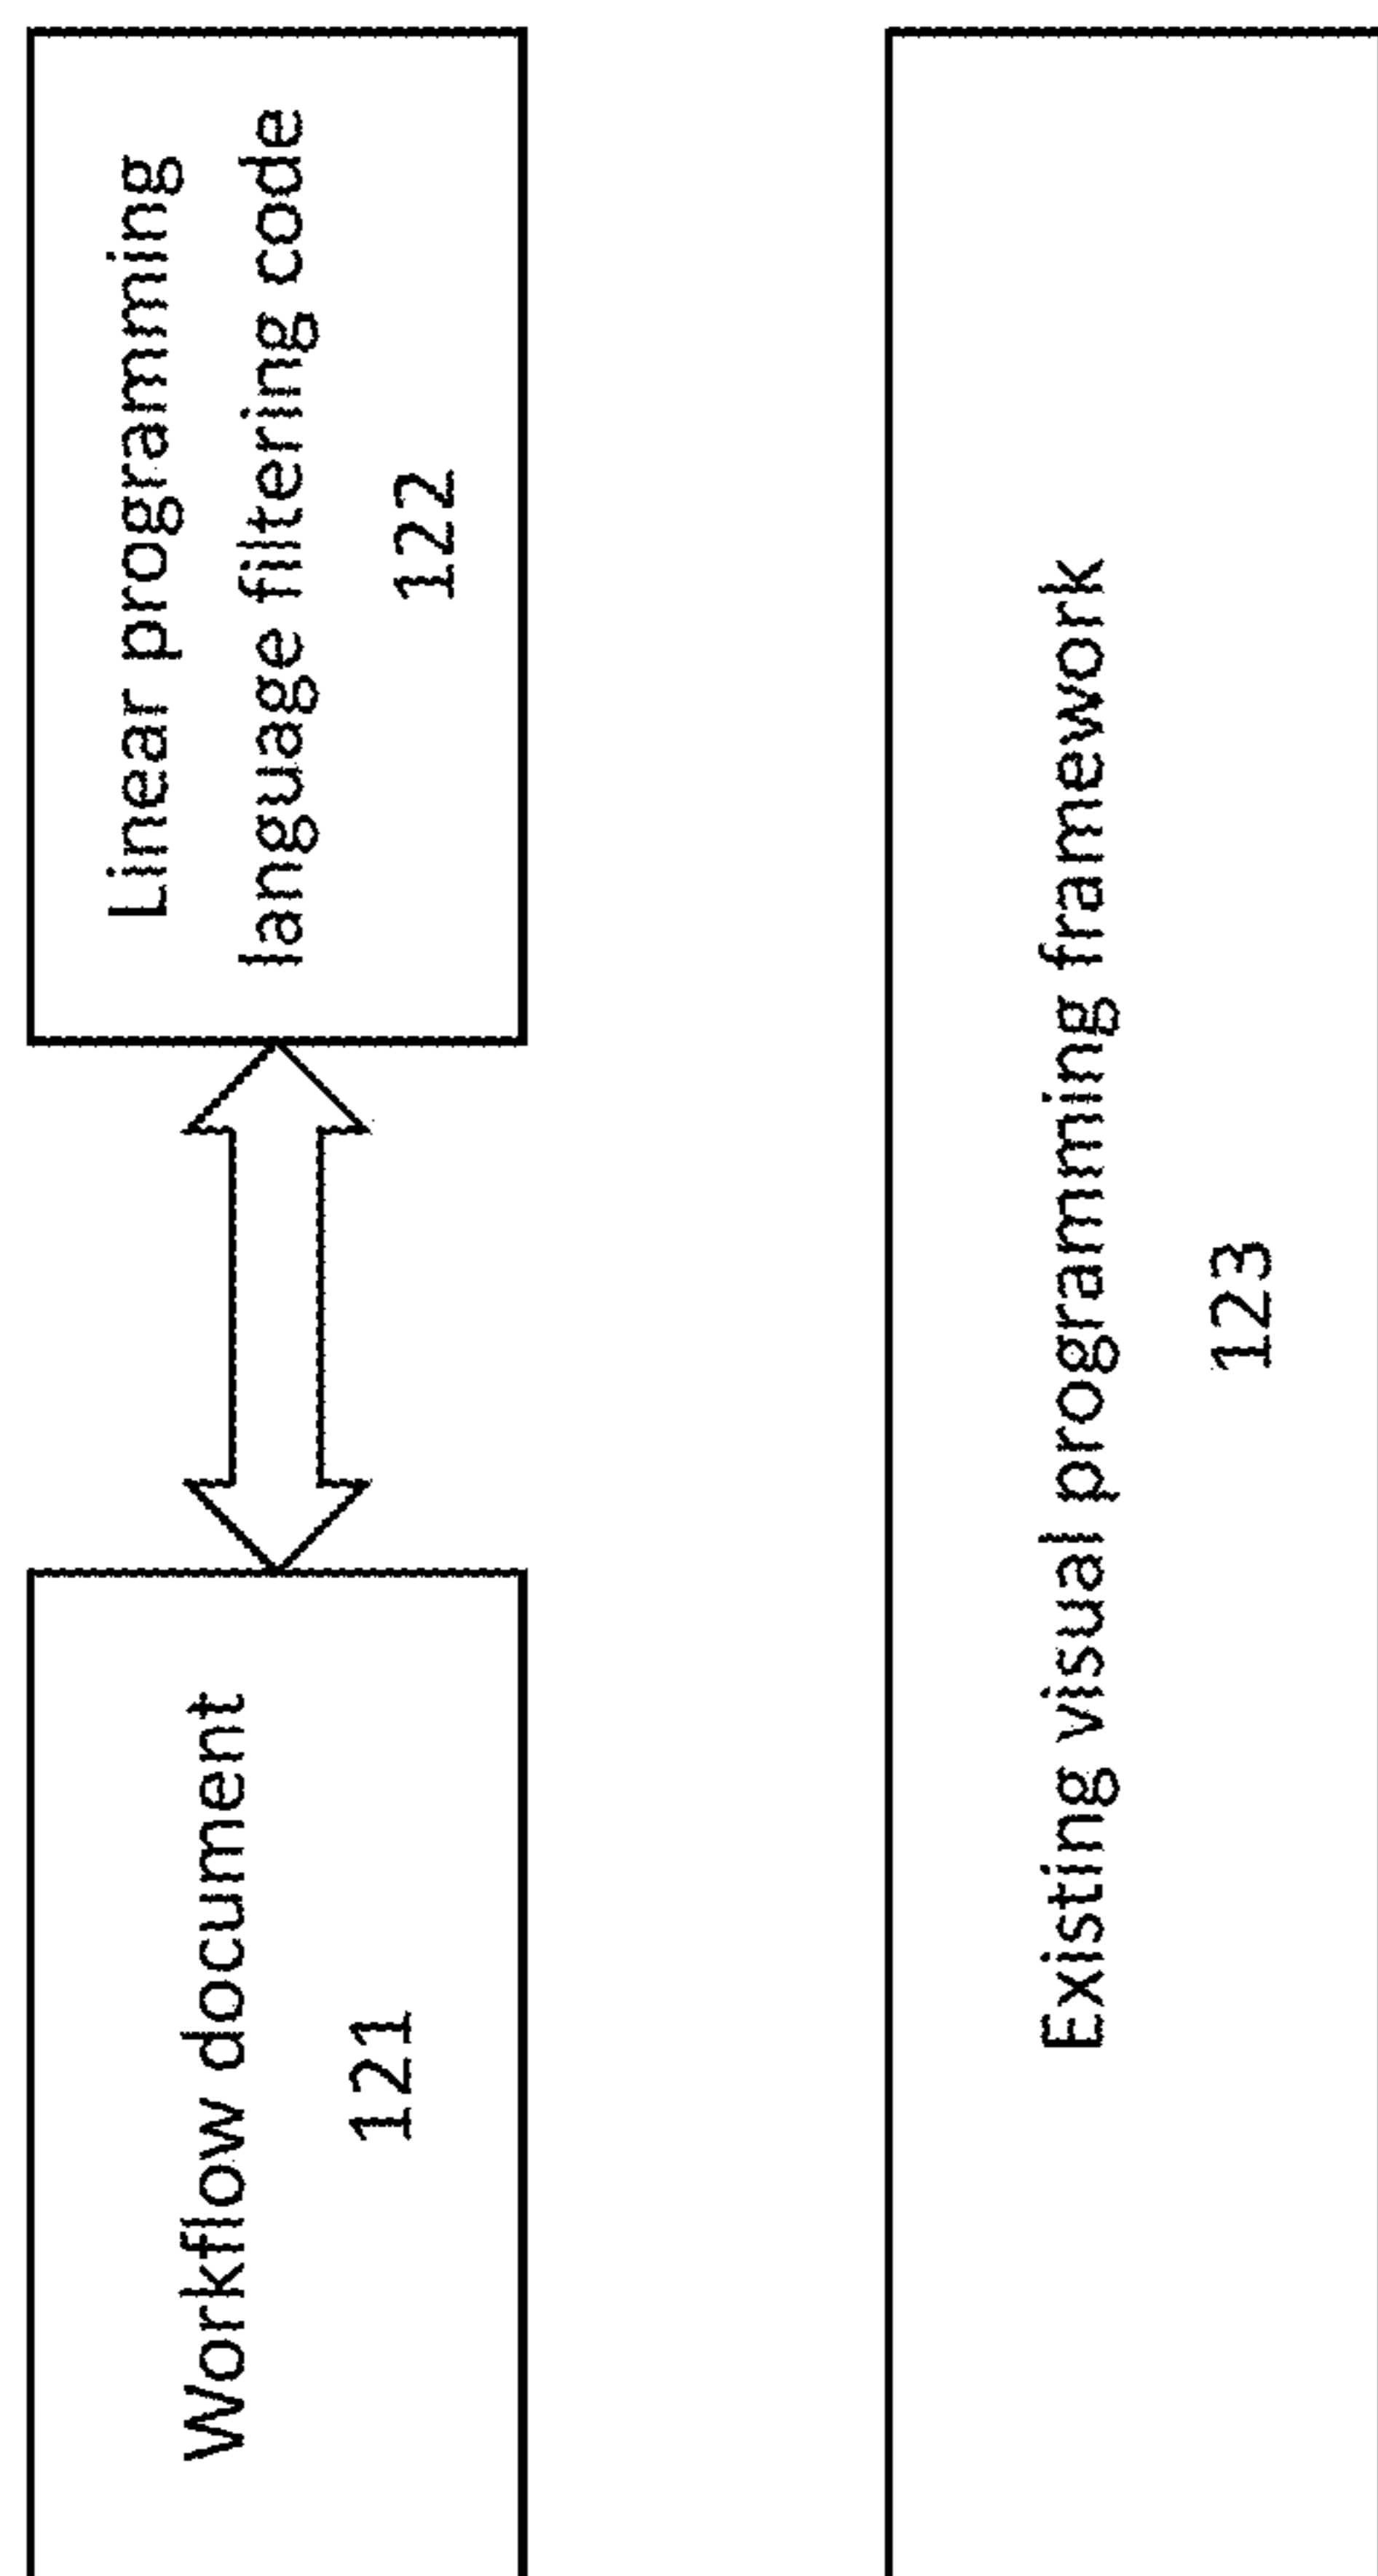 Workflow document
121
Linear programming
language filtering code
122
Existing visual programming framework
123